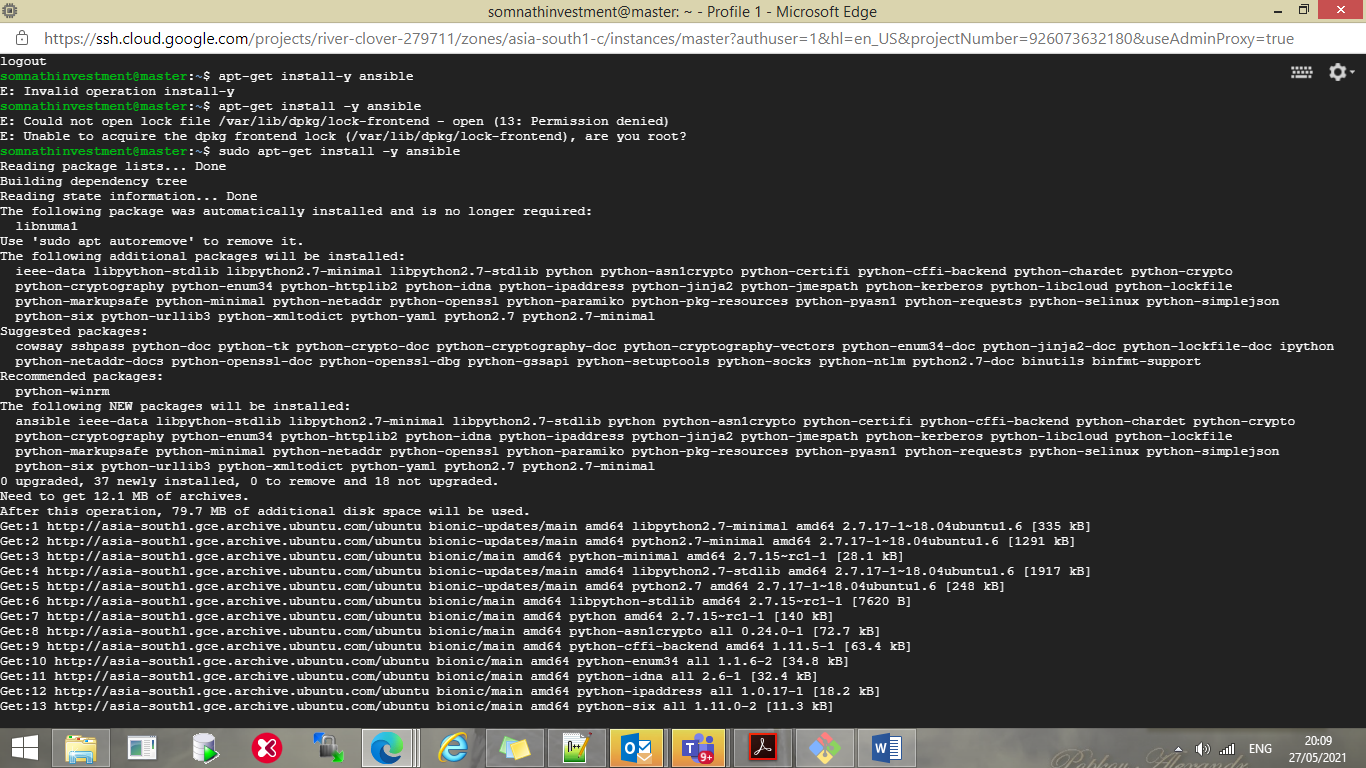 somnathinvestment@master: ~ - Profile 1 - Microsoft Edge
https://ssh.cloud.google.com/projects/river-clover-279711/zones/asia-south1-c/instances/master?authuser=1&hl=en_US&projectNumber=926073632180&useAdminProxy=true
logout
somnathinvestment@master:~$ apt-get install-y ansible
E: Invalid operation install-y
somnathinvestment@master:~$ apt-get install -y ansible
E: Could not open lock file /var/lib/dpkg/lock-frontend - open (13: Permission denied)
E: Unable to acquire the dpkg frontend lock (/var/lib/dpkg/lock-frontend), are you root?
somnathinvestment@master:~$ sudo apt-get install -y ansible
Reading package lists... Done
Building dependency tree
Reading state information... Done
The following package was automatically installed and is no longer required:
  libnuma1
Use 'sudo apt autoremove' to remove it.
The following additional packages will be installed:
  ieee-data libpython-stdlib libpython2.7-minimal libpython2.7-stdlib python python-asn1crypto python-certifi python-cffi-backend python-chardet python-crypto
  python-cryptography python-enum34 python-httplib2 python-idna python-ipaddress python-jinja2 python-jmespath python-kerberos python-libcloud python-lockfile
  python-markupsafe python-minimal python-netaddr python-openssl python-paramiko python-pkg-resources python-pyasn1 python-requests python-selinux python-simplejson
  python-six python-urllib3 python-xmltodict python-yaml python2.7 python2.7-minimal
Suggested packages:
  cowsay sshpass python-doc python-tk python-crypto-doc python-cryptography-doc python-cryptography-vectors python-enum34-doc python-jinja2-doc python-lockfile-doc ipython
  python-netaddr-docs python-openssl-doc python-openssl-dbg python-gssapi python-setuptools python-socks python-ntlm python2.7-doc binutils binfmt-support
Recommended packages:
  python-winrm
The following NEW packages will be installed:
  ansible ieee-data libpython-stdlib libpython2.7-minimal libpython2.7-stdlib python python-asn1crypto python-certifi python-cffi-backend python-chardet python-crypto
  python-cryptography python-enum34 python-httplib2 python-idna python-ipaddress python-jinja2 python-jmespath python-kerberos python-libcloud python-lockfile
  python-markupsafe python-minimal python-netaddr python-openssl python-paramiko python-pkg-resources python-pyasn1 python-requests python-selinux python-simplejson
  python-six python-urllib3 python-xmltodict python-yaml python2.7 python2.7-minimal
0 upgraded, 37 newly installed, 0 to remove and 18 not upgraded.
Need to get 12.1 MB of archives.
After this operation, 79.7 MB of additional disk space will be used.
Get:1 http://asia-south1.gce.archive.ubuntu.com/ubuntu bionic-updates/main amd64 libpython2.7-minimal amd64 2.7.17-1~18.04ubuntu1.6 [335 kB]
Get:2 http://asia-south1.gce.archive.ubuntu.com/ubuntu bionic-updates/main amd64 python2.7-minimal amd64 2.7.17-1~18.04ubuntu1.6 [1291 kB]
Get:3 http://asia-south1.gce.archive.ubuntu.com/ubuntu bionic/main amd64 python-minimal amd64 2.7.15~rc1-1 [28.1 kB]
Get:4 http://asia-south1.gce.archive.ubuntu.com/ubuntu bionic-updates/main amd64 libpython2.7-stdlib amd64 2.7.17-1~18.04ubuntu1.6 [1917 kB]
Get:5 http://asia-south1.gce.archive.ubuntu.com/ubuntu bionic-updates/main amd64 python2.7 amd64 2.7.17-1~18.04ubuntu1.6 [248 kB]
Get:6 http://asia-south1.gce.archive.ubuntu.com/ubuntu bionic/main amd64 libpython-stdlib amd64 2.7.15~rc1-1 [7620 B]
Get:7 http://asia-south1.gce.archive.ubuntu.com/ubuntu bionic/main amd64 python amd64 2.7.15~rc1-1 [140 kB]
Get:8 http://asia-south1.gce.archive.ubuntu.com/ubuntu bionic/main amd64 python-asn1crypto all 0.24.0-1 [72.7 kB]
Get:9 http://asia-south1.gce.archive.ubuntu.com/ubuntu bionic/main amd64 python-cffi-backend amd64 1.11.5-1 [63.4 kB]
Get:10 http://asia-south1.gce.archive.ubuntu.com/ubuntu bionic/main amd64 python-enum34 all 1.1.6-2 [34.8 kB]
Get:11 http://asia-south1.gce.archive.ubuntu.com/ubuntu bionic/main amd64 python-idna all 2.6-1 [32.4 kB]
Get:12 http://asia-south1.gce.archive.ubuntu.com/ubuntu bionic/main amd64 python-ipaddress all 1.0.17-1 [18.2 kB]
Get:13 http://asia-south1.gce.archive.ubuntu.com/ubuntu bionic/main amd64 python-six all 1.11.0-2 [11.3 kB]
9+
ENG
20:09
27/05/2021